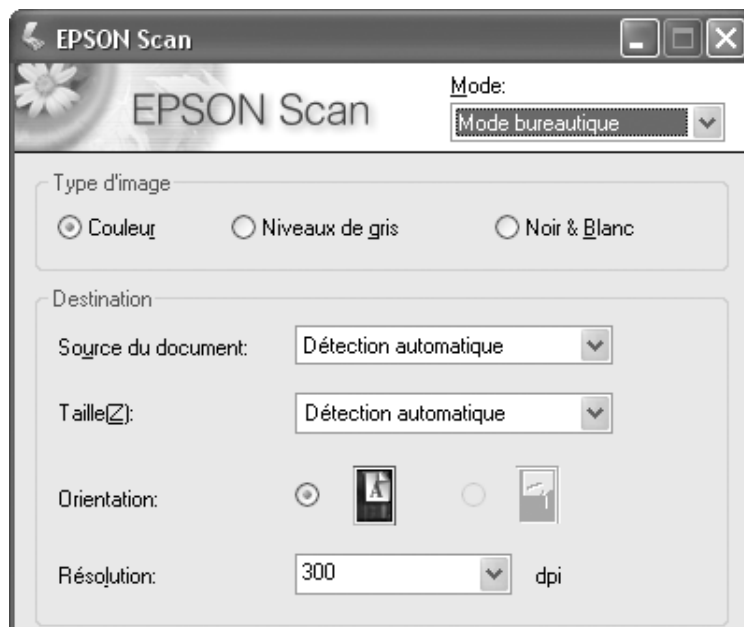 EPSON Scan
EPSON Scan
Mode:
Mode bureautique
Type d'image
Couleur Niveaux de gris Noir & Blanc
Destination
Source du document: Détection automatique
Taille(Z): Détection automatique
Orientation: A
Résolution: 300 dpi